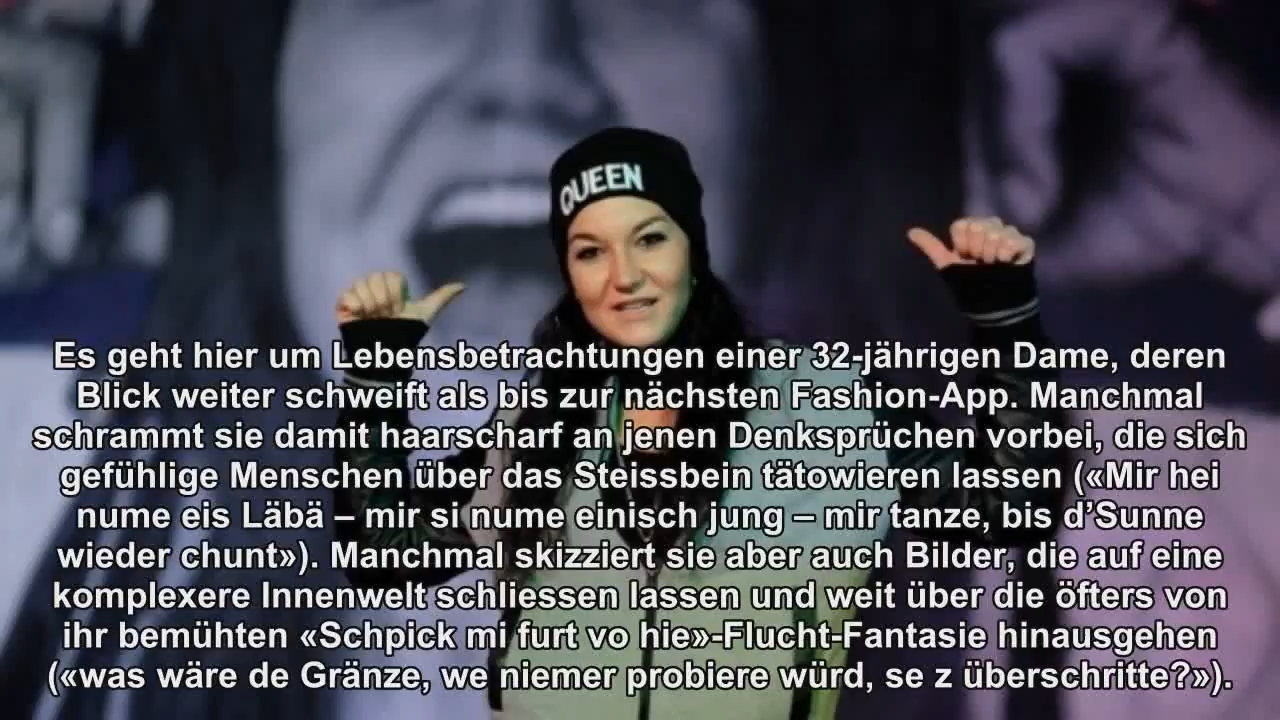 QUEEN
Es geht hier um Lebensbetrachtungen einer 32-jährigen Dame, deren
Blick weiter schweift als bis zur nächsten Fashion-App. Manchmal
schrammt sie damit haarscharf an jenen Denksprüchen vorbei, die sich
gefühlige Menschen über das Steissbein tätowieren lassen («Mir hei
nume eis Läbä – mir si nume einisch jung – mir tanze, bis d’Sunne
wieder chunt»). Manchmal skizziert sie aber auch Bilder, die auf eine
komplexere Innenwelt schliessen lassen und weit über die öfters von
ihr bemühten «Schpick mi furt vo hie»-Flucht-Fantasie hinausgehen
(«was wäre de Gränze, we niemer probiere würd, se z überschritte?»).